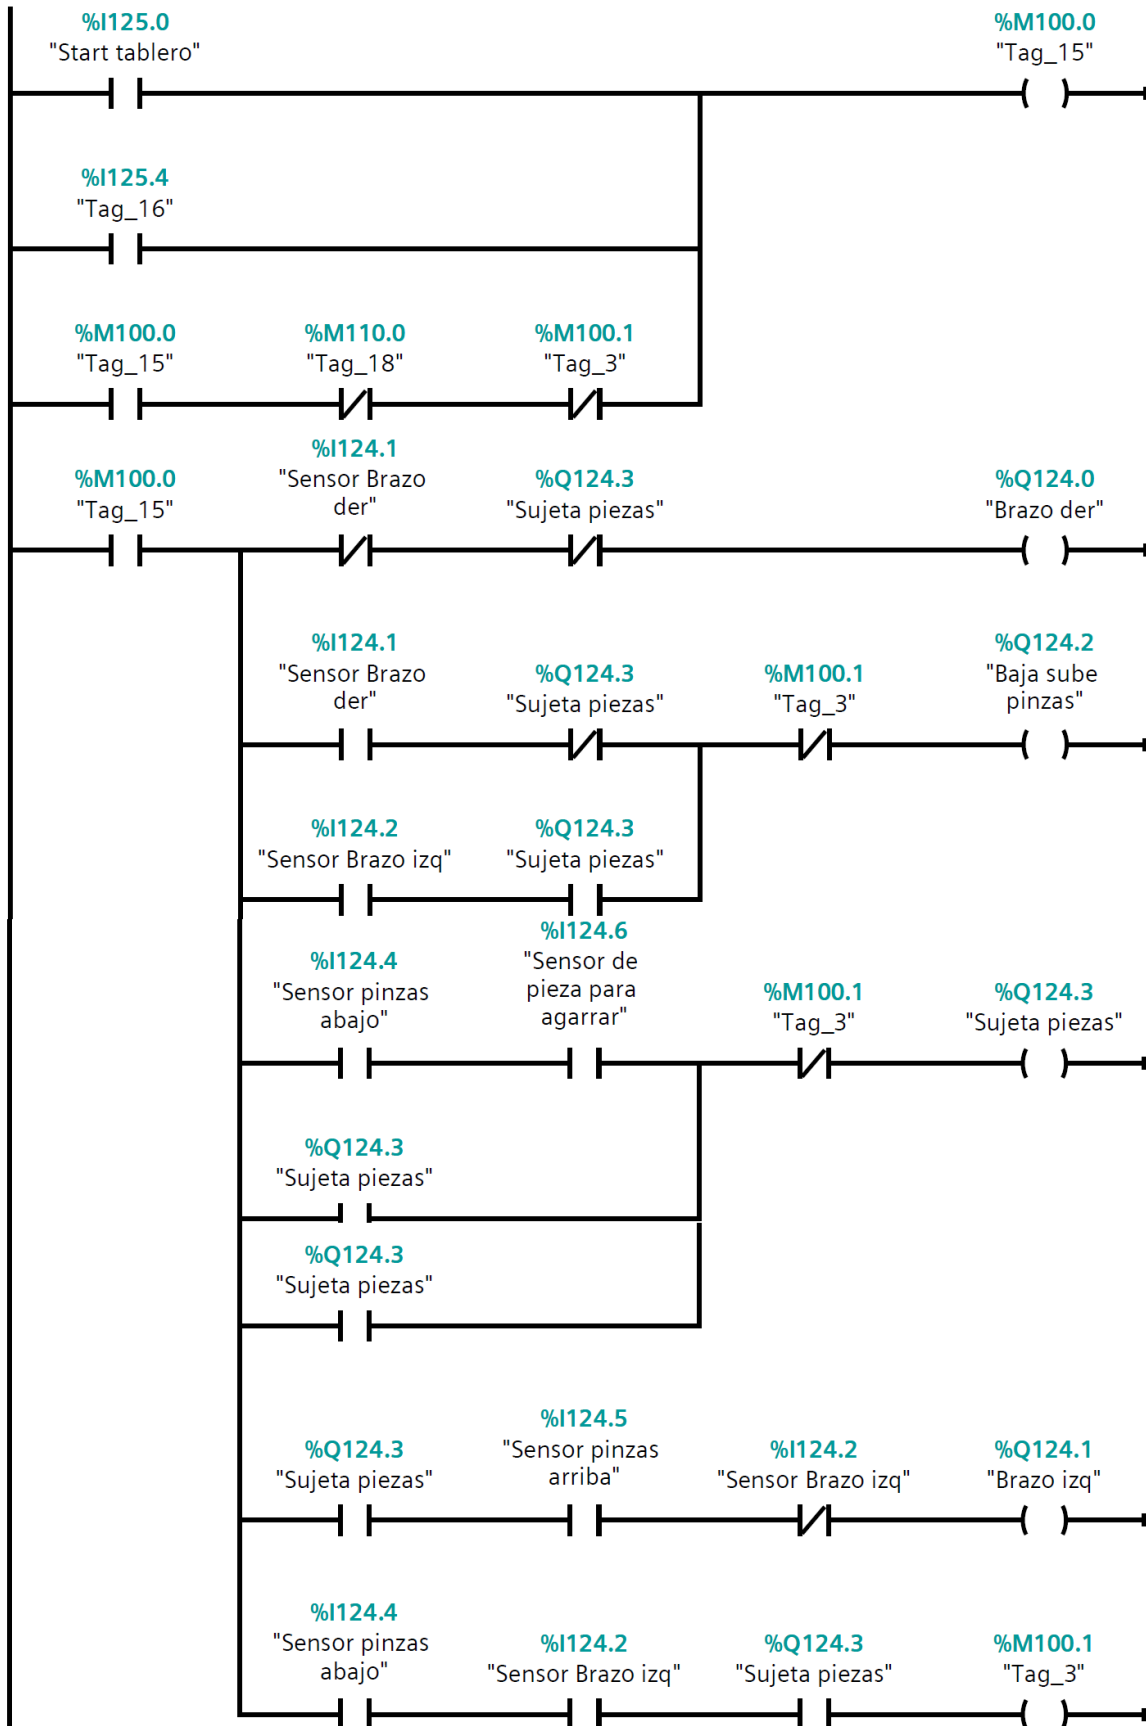 %I125.0
"Start tablero"
%M100.0
"Tag_15"
%I125.4
"Tag_16"
%M100.0
"Tag_15"
%M110.0
"Tag_18"
%M100.1
"Tag_3"
%M100.0
"Tag_15"
%I124.1
"Sensor Brazo
der"
%Q124.3
"Sujeta piezas"
%Q124.0
"Brazo der"
%I124.1
"Sensor Brazo
der"
%Q124.3
"Sujeta piezas"
%M100.1
"Tag_3"
%Q124.2
"Baja sube
pinzas"
%I124.2
"Sensor Brazo izq"
%Q124.3
"Sujeta piezas"
%I124.4
"Sensor pinzas
abajo"
%I124.6
"Sensor de
pieza para
agarrar"
%M100.1
"Tag_3"
%Q124.3
"Sujeta piezas"
%Q124.3
"Sujeta piezas"
%Q124.3
"Sujeta piezas"
%Q124.3
"Sujeta piezas"
%I124.5
"Sensor pinzas
arriba"
%I124.2
"Sensor Brazo izq"
%Q124.1
"Brazo izq"
%I124.4
"Sensor pinzas
abajo"
%I124.2
"Sensor Brazo izq"
%Q124.3
"Sujeta piezas"
%M100.1
"Tag_3"